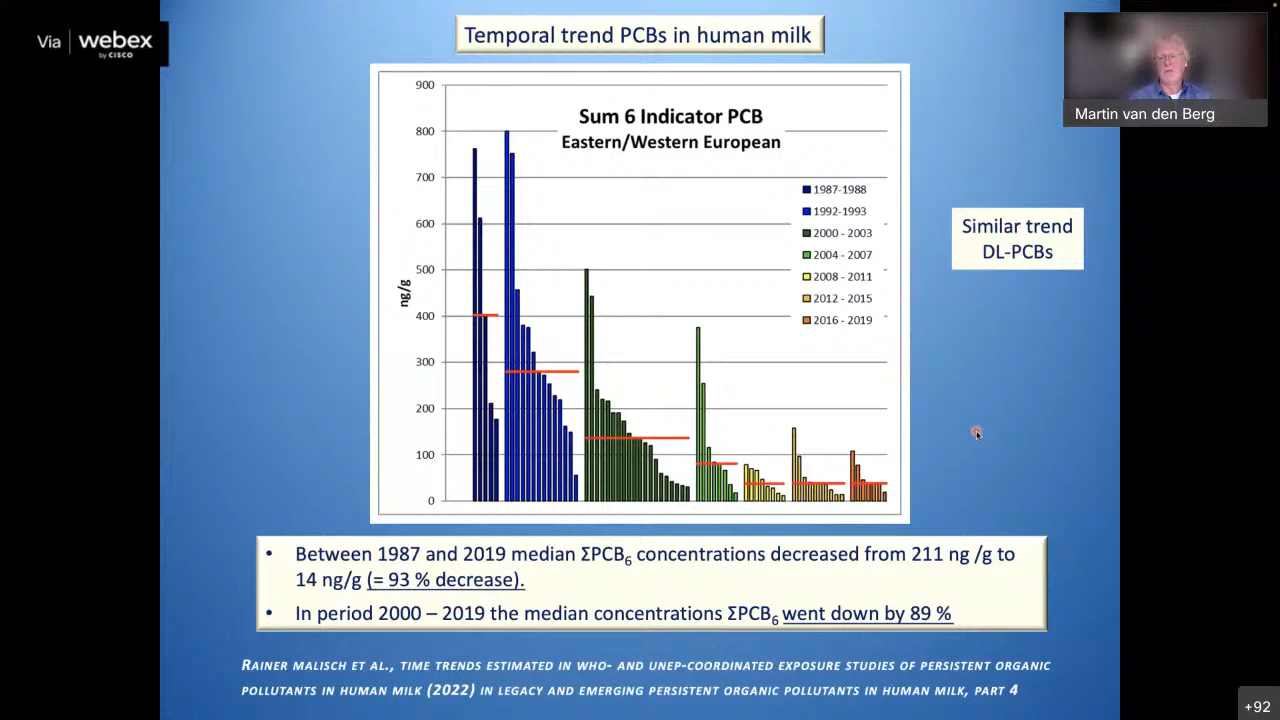 Via | webex
by CISCO
Temporal trend PCBs in human milk
Martin van den Berg
Sum 6 Indicator PCB
Eastern/Western European
900
800
700
600
500
400
300
200
100
0
ng/g
1987-1988
1992-1993
2000 - 2003
2004 - 2007
2008 - 2011
2012 - 2015
2016 - 2019
Similar trend
DL-PCBs
• Between 1987 and 2019 median ΣPCB6 concentrations decreased from 211 ng /g to
14 ng/g (= 93 % decrease).
• In period 2000 – 2019 the median concentrations ΣPCB6 went down by 89 %
RAINER MALISCH ET AL., TIME TRENDS ESTIMATED IN WHO- AND UNEP-COORDINATED EXPOSURE STUDIES OF PERSISTENT ORGANIC
POLLUTANTS IN HUMAN MILK (2022) IN LEGACY AND EMERGING PERSISTENT ORGANIC POLLUTANTS IN HUMAN MILK, PART 4
+92